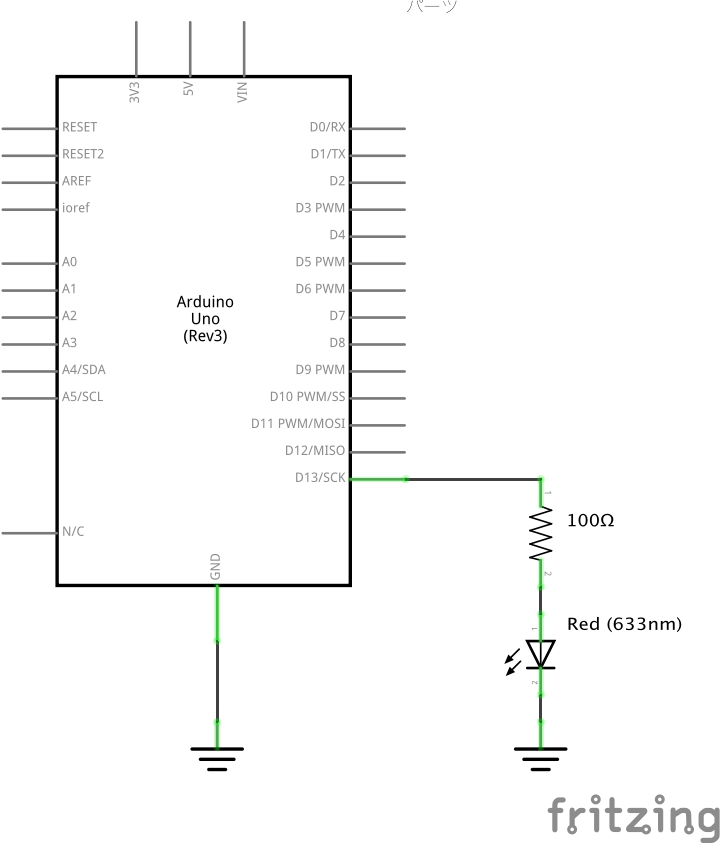 パーツ
3V3
5V
VIN
RESET
RESET2
AREF
ioref
A0
A1
A2
A3
A4/SDA
A5/SCL
N/C
Arduino
Uno
(Rev3)
D0/RX
D1/TX
D2
D3 PWM
D4
D5 PWM
D6 PWM
D7
D8
D9 PWM
D10 PWM/SS
D11 PWM/MOSI
D12/MISO
D13/SCK
GND
1
100Ω
2
1
Red (633nm)
2
fritzing